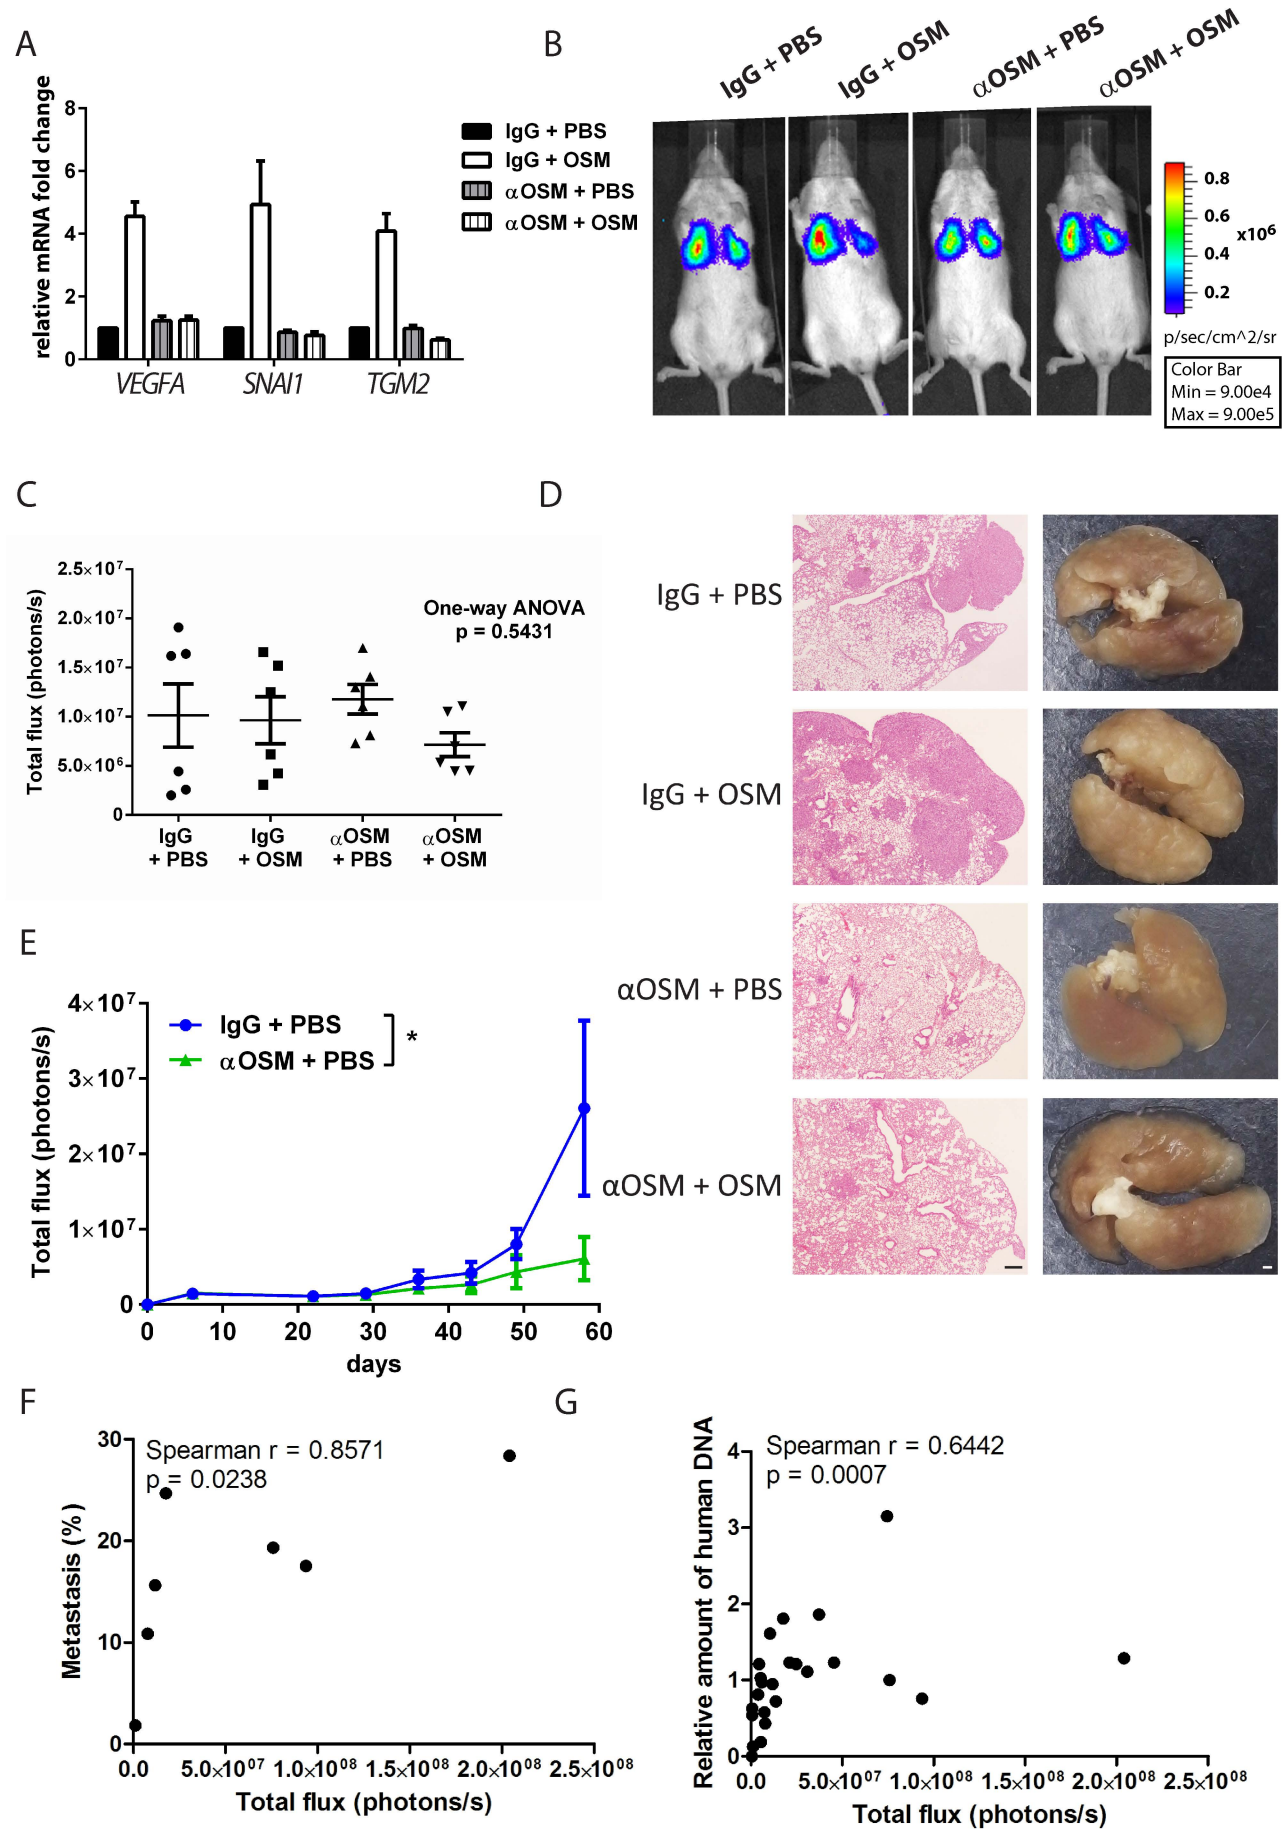 A
relative mRNA fold change
8
6
4
2
0
VEGFA
SNAI1
TGM2
IgG + PBS
IgG + OSM
αOSM + PBS
αOSM + OSM
B
IgG + PBS
IgG + OSM
αOSM + PBS
αOSM + OSM
0.8
0.6
0.4
0.2
x10⁶
p/sec/cm^2/sr
Color Bar
Min = 9.00e4
Max = 9.00e5
C
Total flux (photons/s)
2.5×10⁷
2.0×10⁷
1.5×10⁷
1.0×10⁷
5.0×10⁶
0
One-way ANOVA
p = 0.5431
IgG
+ PBS
IgG
+ OSM
αOSM
+ PBS
αOSM
+ OSM
D
IgG + PBS
IgG + OSM
αOSM + PBS
αOSM + OSM
E
Total flux (photons/s)
4×10⁷
3×10⁷
2×10⁷
1×10⁷
0
IgG + PBS
αOSM + PBS
*
0 10 20 30 40 50 60
days
F
Metastasis (%)
30
20
10
0
Spearman r = 0.8571
p = 0.0238
0.0 5.0×10⁰⁷ 1.0×10⁰⁸ 1.5×10⁰⁸ 2.0×10⁰⁸ 2.5×10⁰⁸
Total flux (photons/s)
G
Relative amount of human DNA
4
3
2
1
0
Spearman r = 0.6442
p = 0.0007
0.0 5.0×10⁰⁷ 1.0×10⁰⁸ 1.5×10⁰⁸ 2.0×10⁰⁸ 2.5×10⁰⁸
Total flux (photons/s)